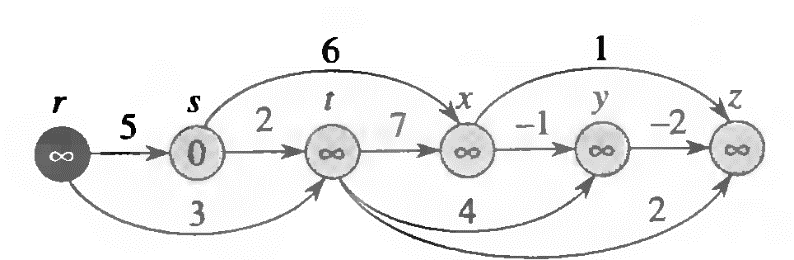 6 1
r s t x y z
5 2 7 –1 –2
∞ 0 ∞ ∞ ∞ ∞
3 4 2